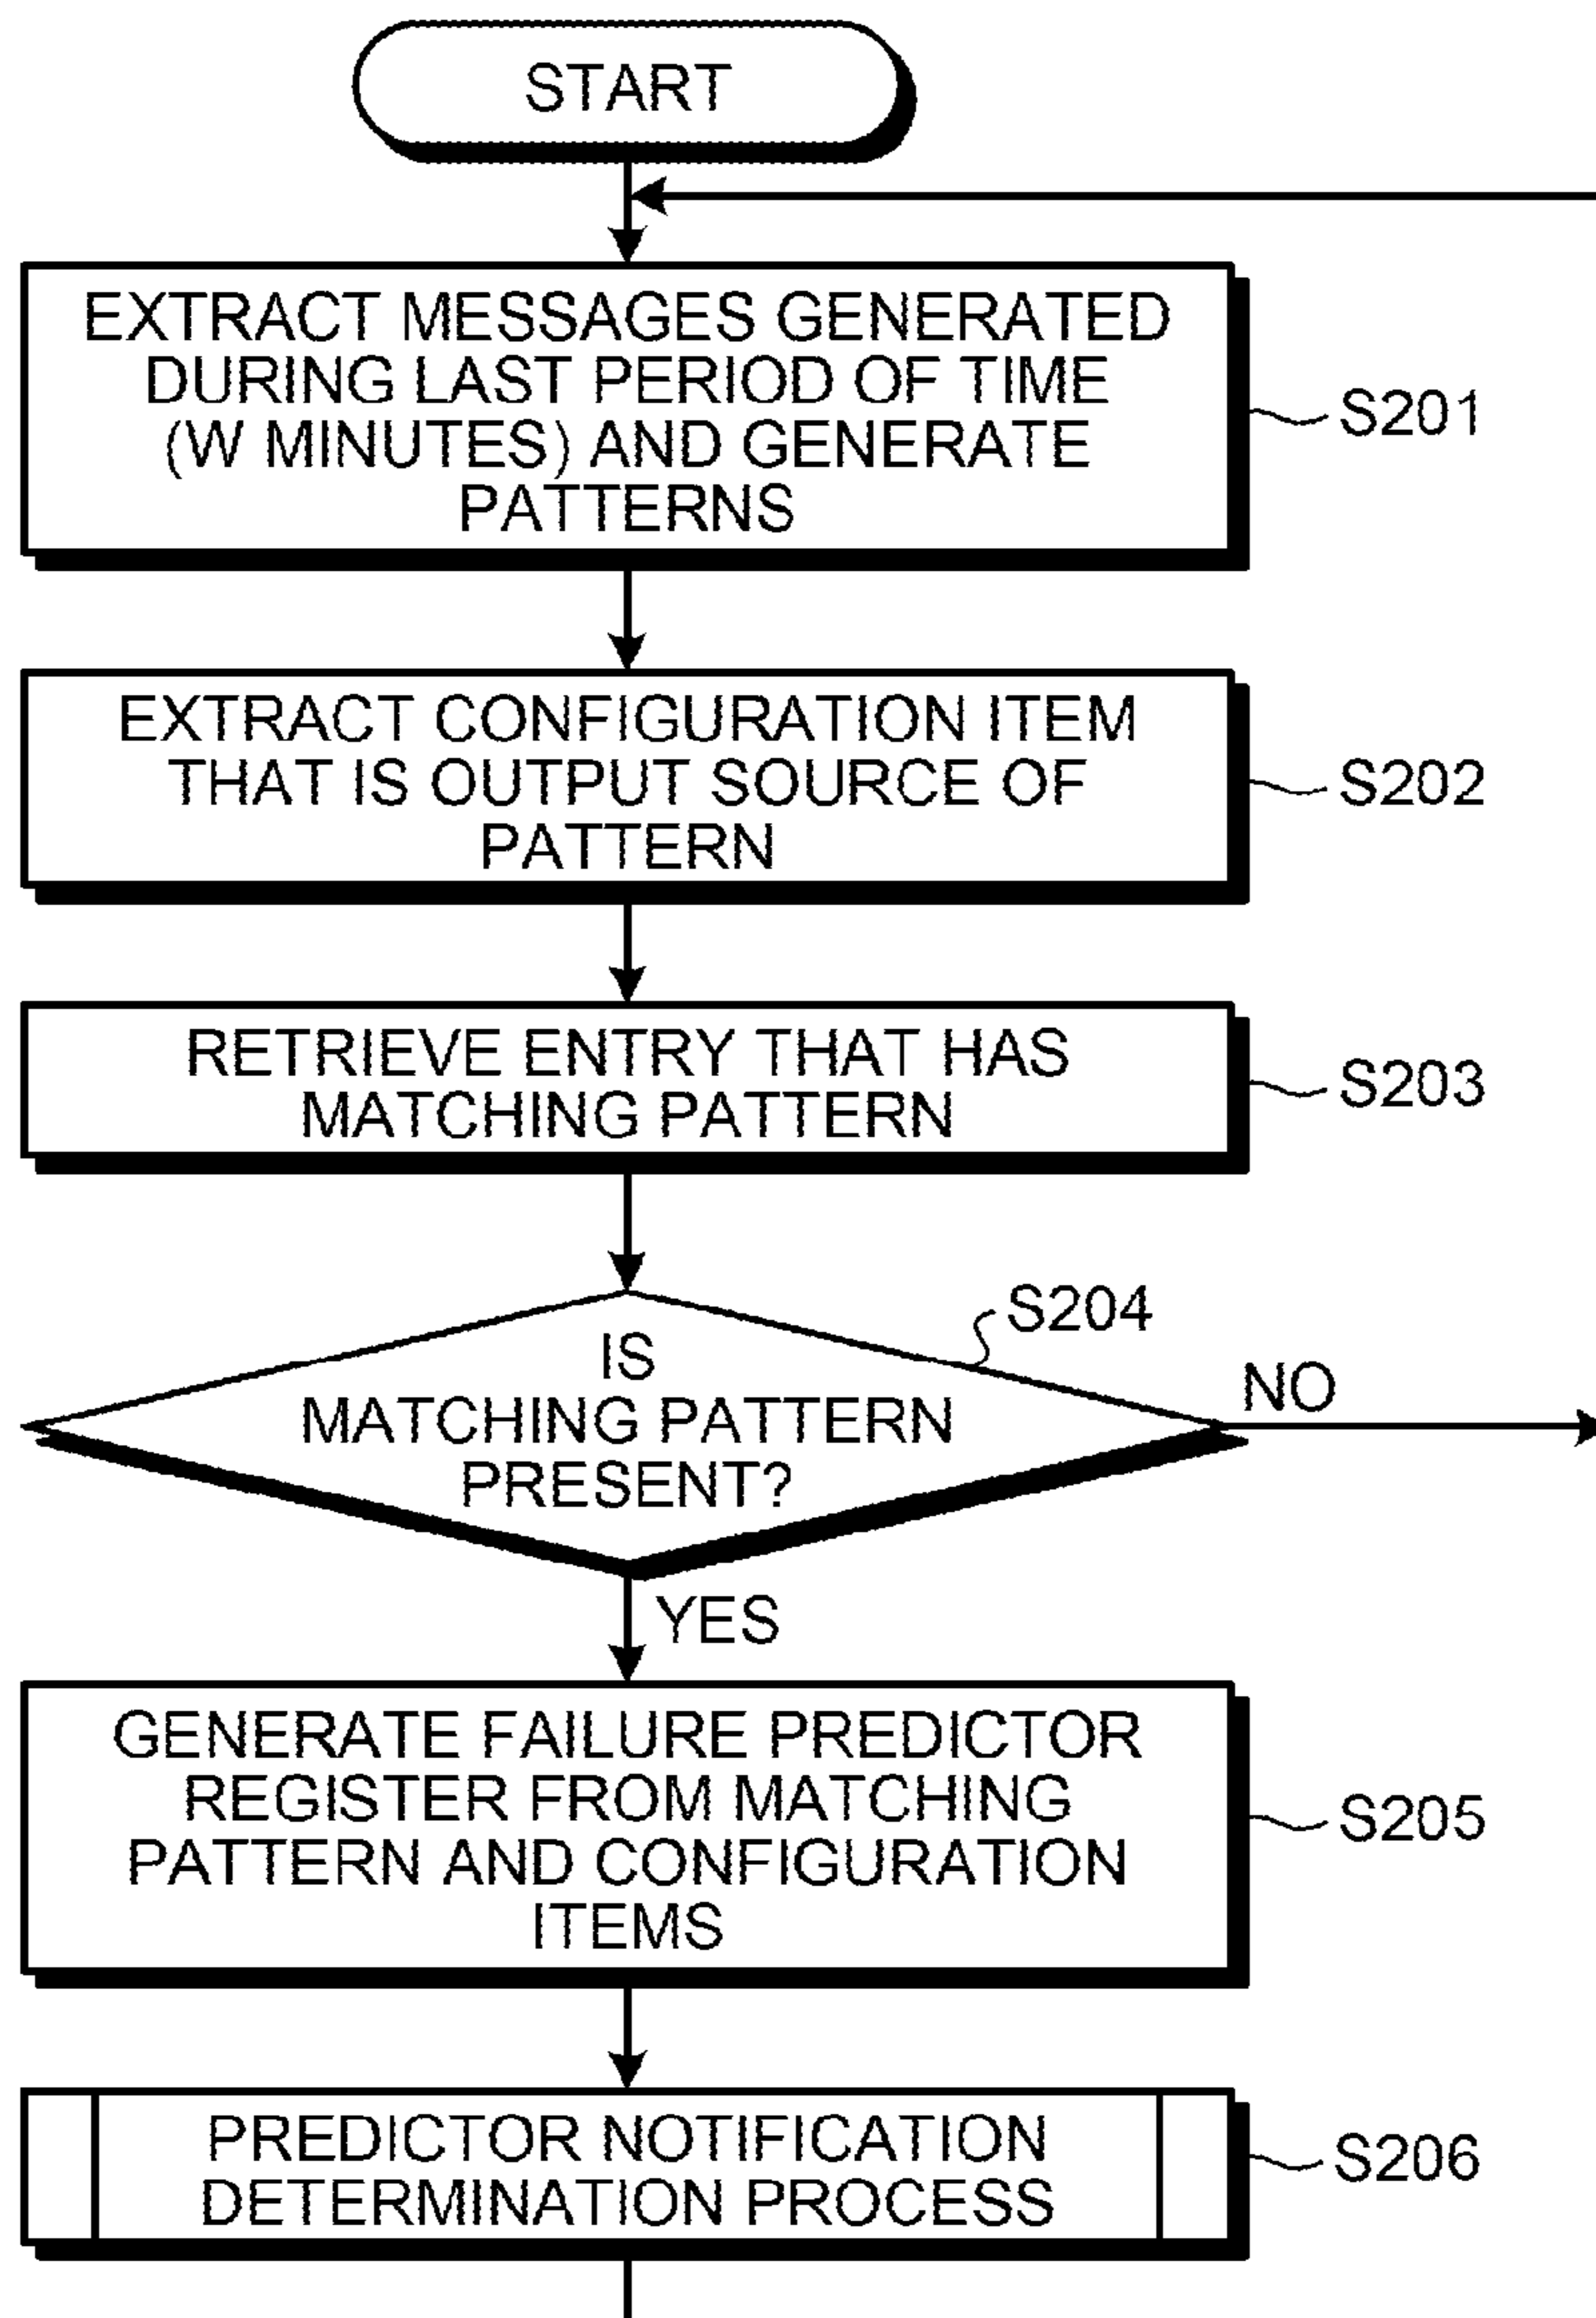 START
EXTRACT MESSAGES GENERATED
DURING LAST PERIOD OF TIME
(W MINUTES) AND GENERATE
PATTERNS
S201
EXTRACT CONFIGURATION ITEM
THAT IS OUTPUT SOURCE OF
PATTERN
S202
RETRIEVE ENTRY THAT HAS
MATCHING PATTERN
S203
S204
IS
MATCHING PATTERN
PRESENT?
NO
YES
GENERATE FAILURE PREDICTOR
REGISTER FROM MATCHING
PATTERN AND CONFIGURATION
ITEMS
S205
PREDICTOR NOTIFICATION
DETERMINATION PROCESS
S206